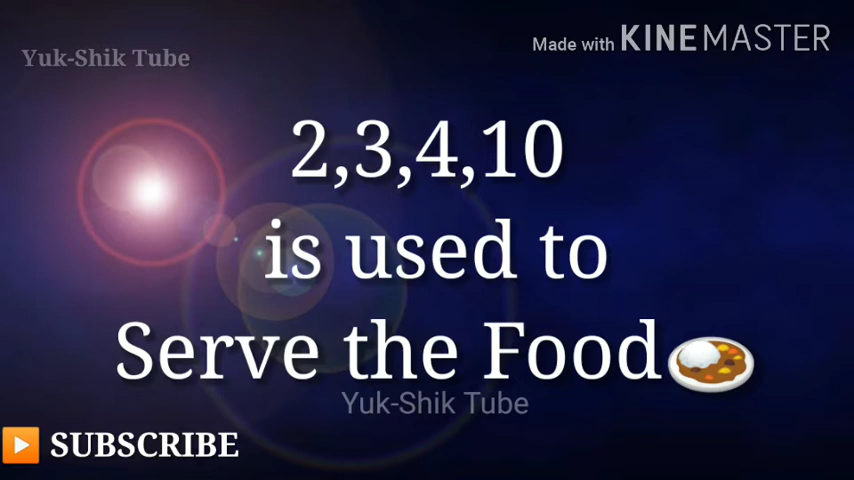 Yuk-Shik Tube
Made with KINEMASTER
2,3,4,10
is used to
Serve the Food
Yuk-Shik Tube
SUBSCRIBE